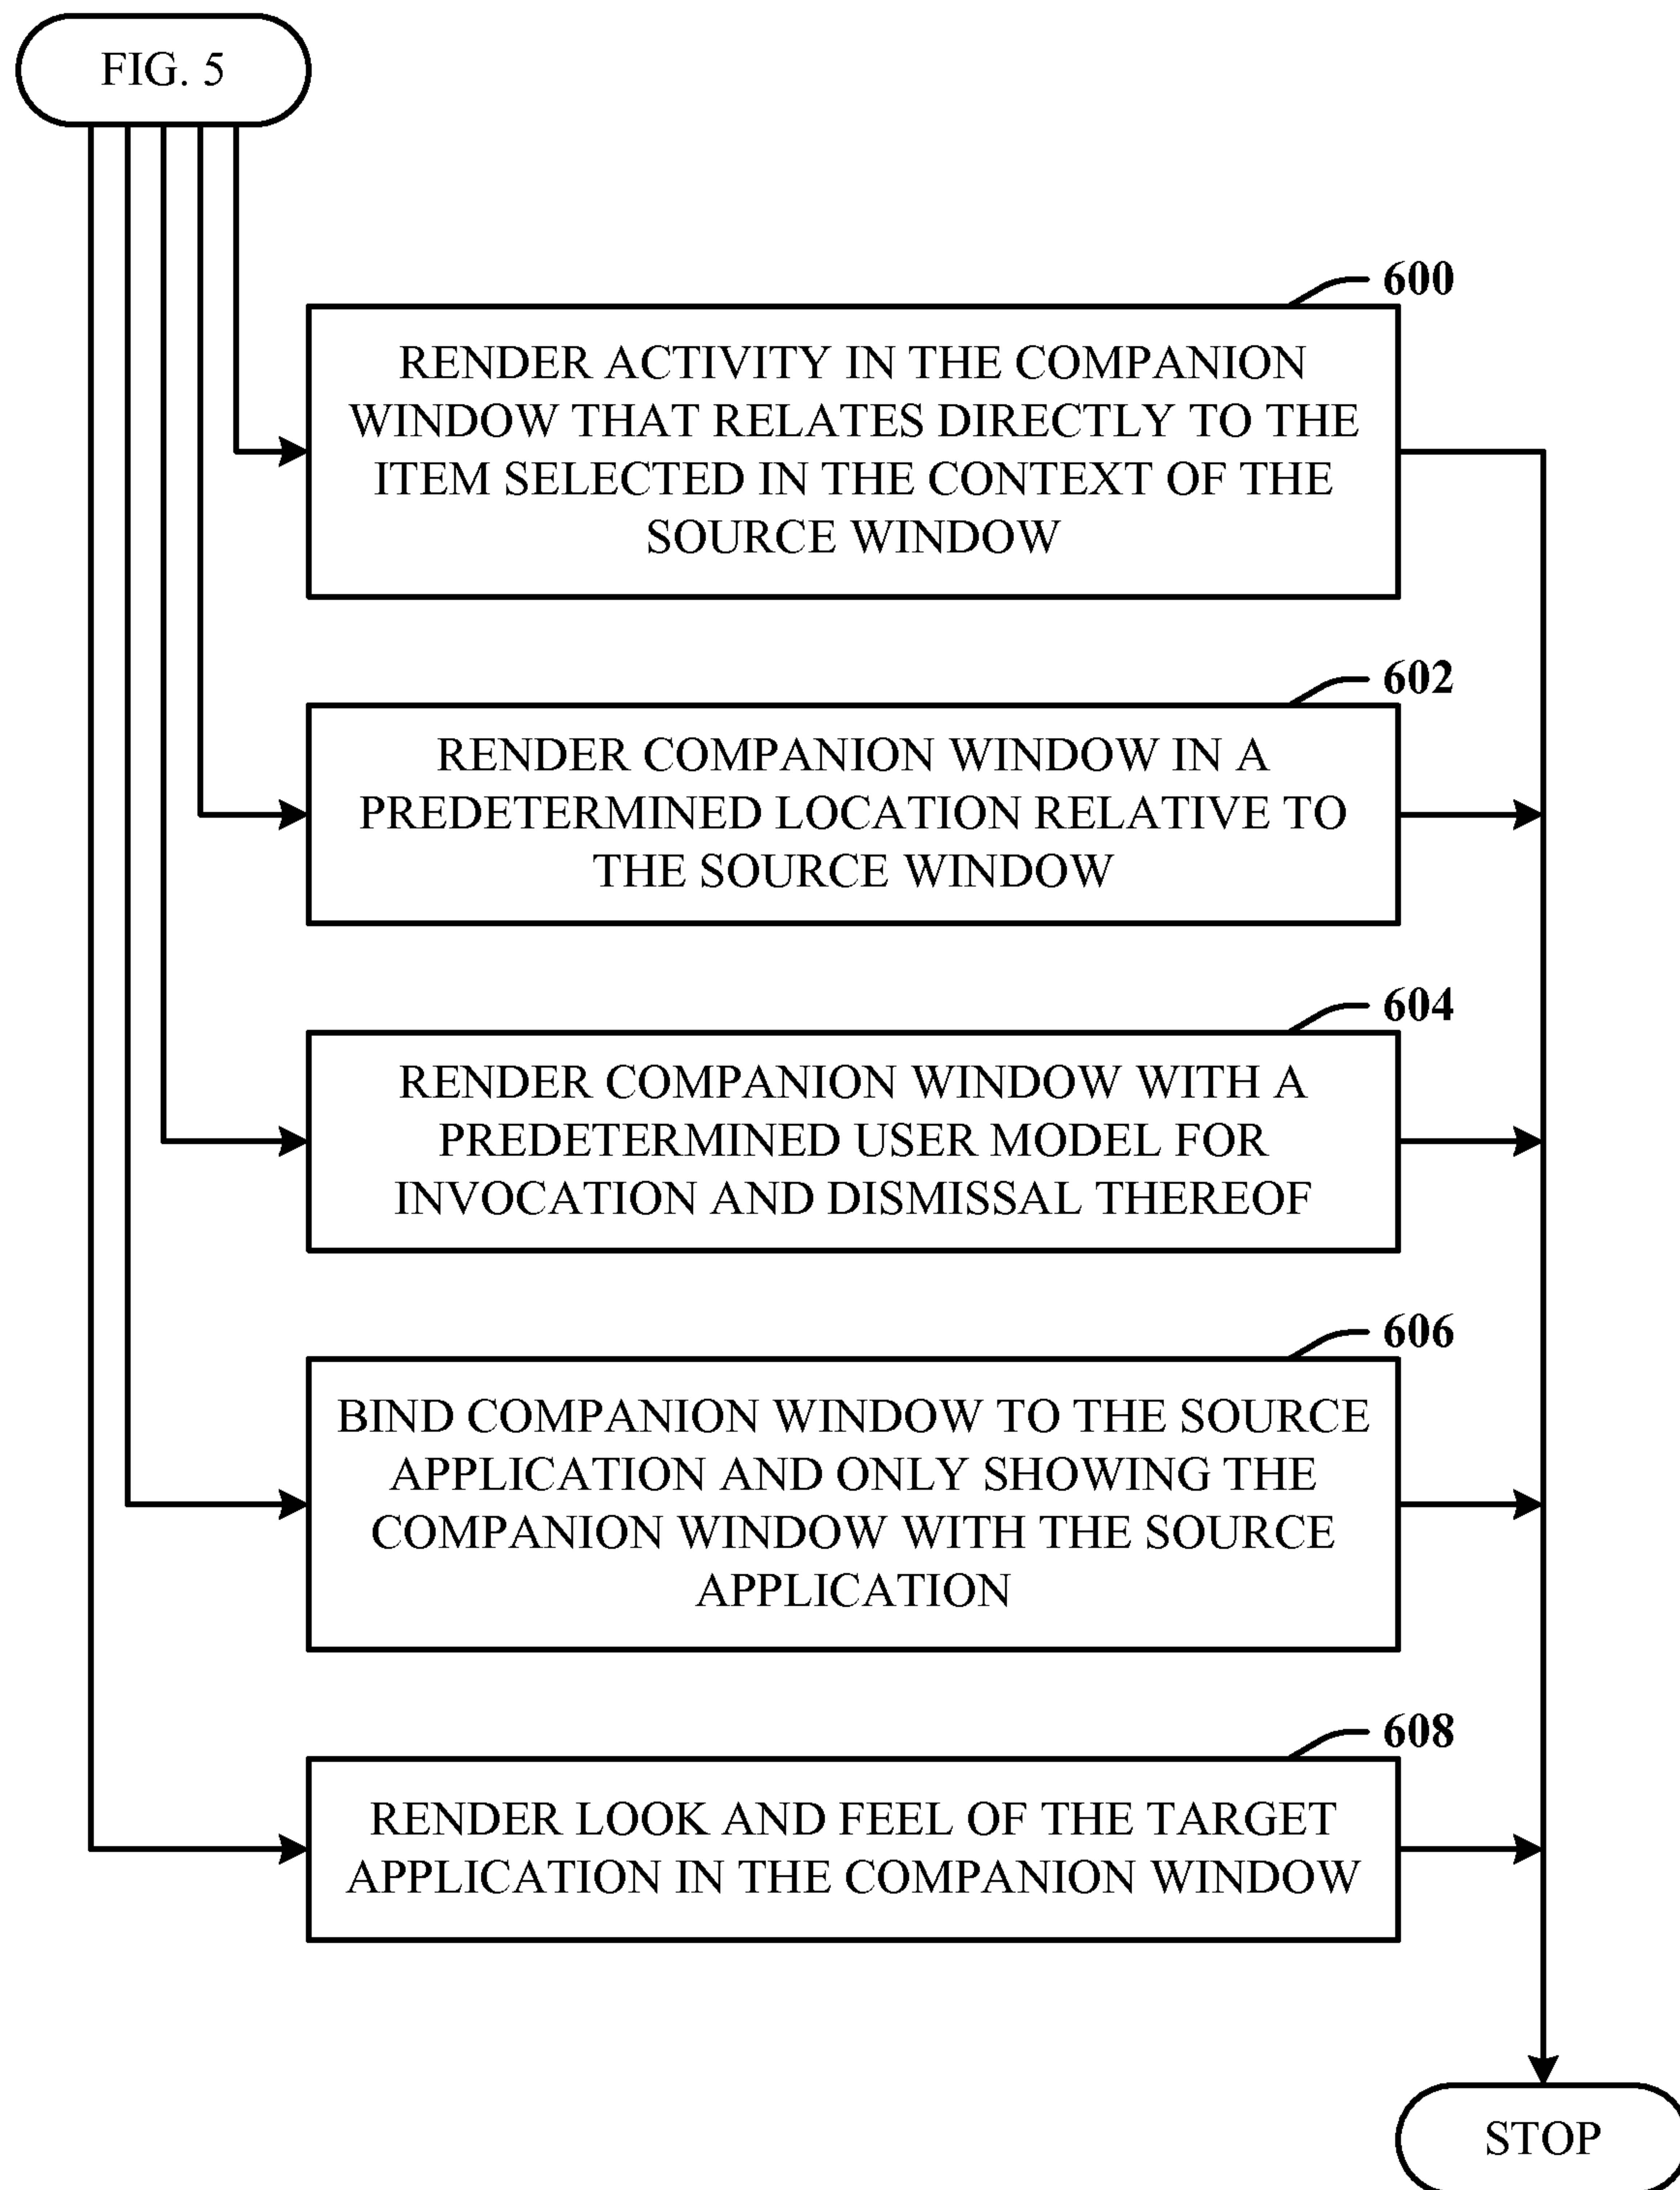 FIG. 5
600
RENDER ACTIVITY IN THE COMPANION
WINDOW THAT RELATES DIRECTLY TO THE
ITEM SELECTED IN THE CONTEXT OF THE
SOURCE WINDOW
602
RENDER COMPANION WINDOW IN A
PREDETERMINED LOCATION RELATIVE TO
THE SOURCE WINDOW
604
RENDER COMPANION WINDOW WITH A
PREDETERMINED USER MODEL FOR
INVOCATION AND DISMISSAL THEREOF
606
BIND COMPANION WINDOW TO THE SOURCE
APPLICATION AND ONLY SHOWING THE
COMPANION WINDOW WITH THE SOURCE
APPLICATION
608
RENDER LOOK AND FEEL OF THE TARGET
APPLICATION IN THE COMPANION WINDOW
STOP